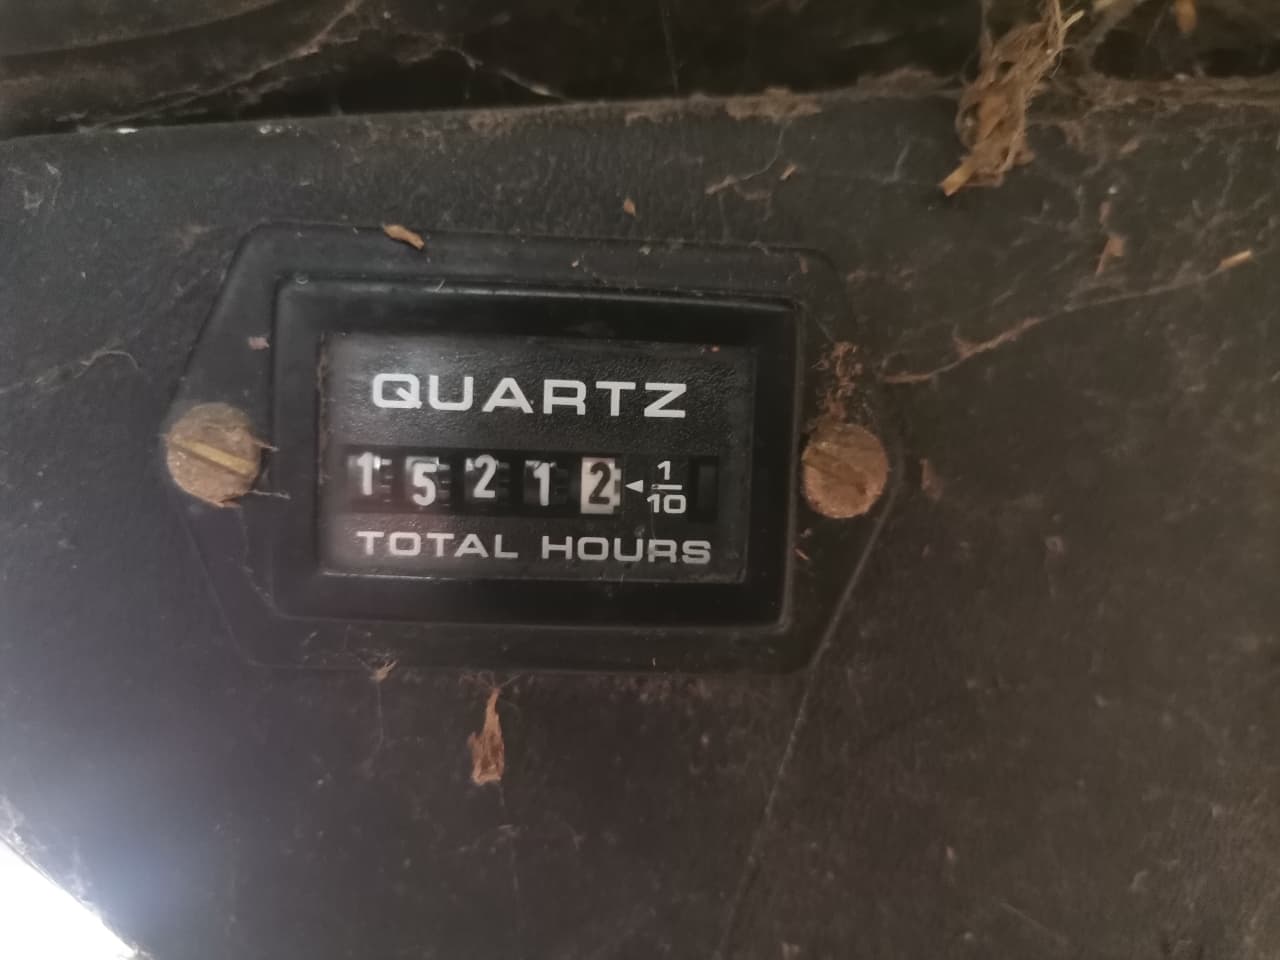 QUARTZ
15212 ◄ 1/10
TOTAL HOURS